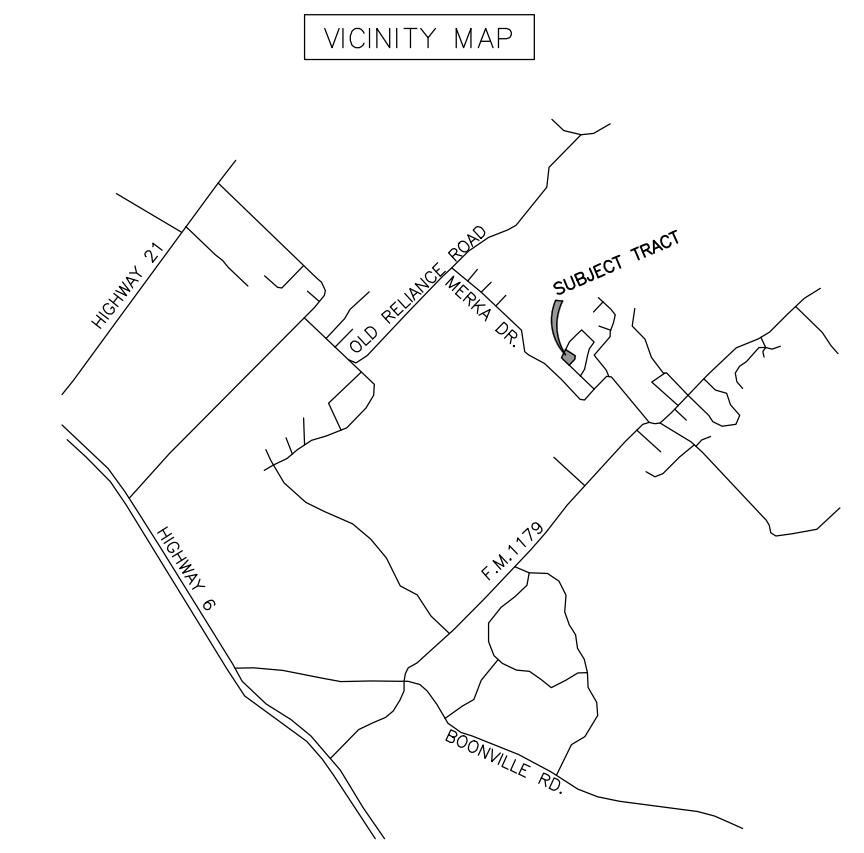 VICINITY MAP
HIGHWAY 21
OLD RELIANCE ROAD
MERKA DR.
SUBJECT TRACT
HIGHWAY 6
F.M.1179
BOONVILLE RD.